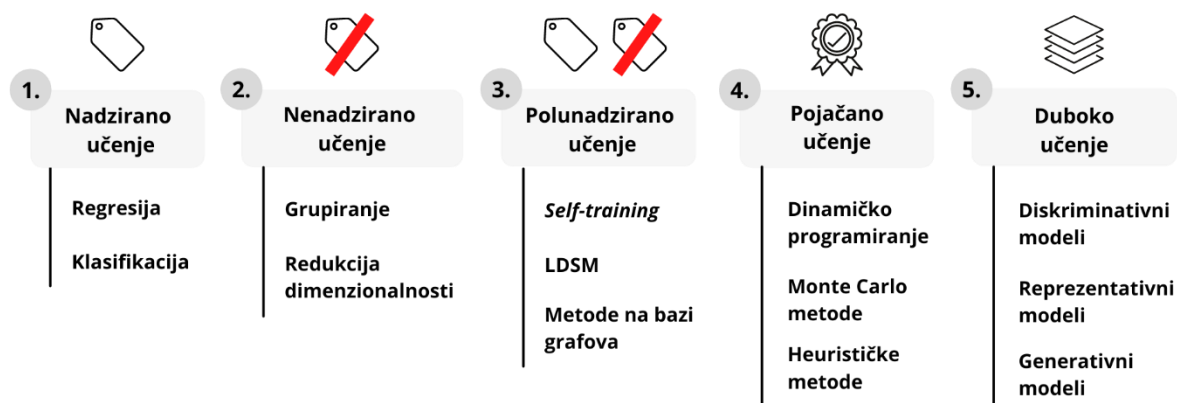 1.
Nadzirano
učenje
Regresija
Klasifikacija
2.
Nenadzirano
učenje
Grupiranje
Redukcija
dimenzionalnosti
3.
Polunadzirano
učenje
Self-training
LDSM
Metode na bazi
grafova
4.
Pojačano
učenje
Dinamičko
programiranje
Monte Carlo
metode
Heurističke
metode
5.
Duboko
učenje
Diskriminativni
modeli
Reprezentativni
modeli
Generativni
modeli